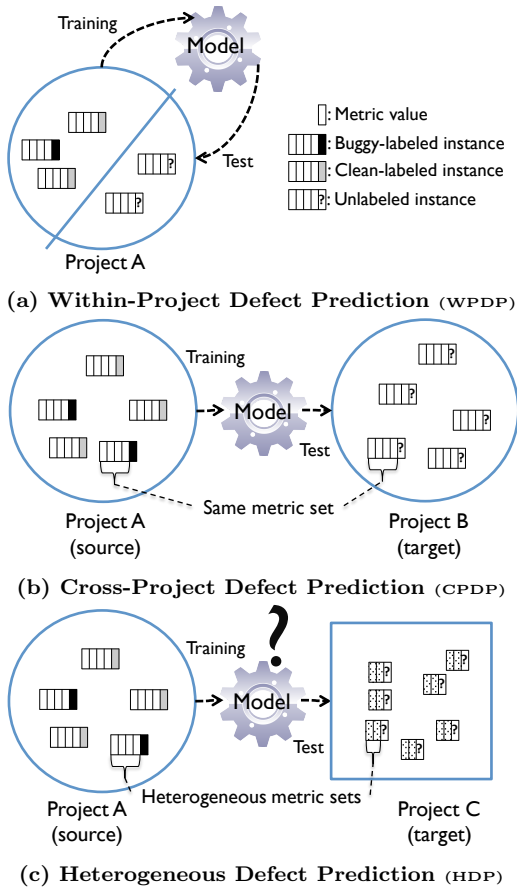 Training
Model
Test
? ?
Project A
: Metric value
: Buggy-labeled instance
: Clean-labeled instance
?: Unlabeled instance
(a) Within-Project Defect Prediction (WPDP)
Training
Model
Test
? ? ? ? ?
Same metric set
Project A
(source)
Project B
(target)
(b) Cross-Project Defect Prediction (CPDP)
?
Training
Model
Test
? ? ? ? ? ? ?
Heterogeneous metric sets
Project A
(source)
Project C
(target)
(c) Heterogeneous Defect Prediction (HDP)